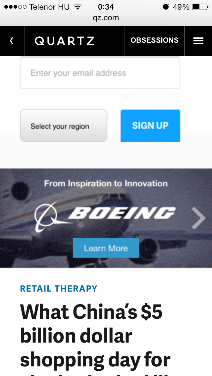 Telenor HU 0:34 49%
qz.com
QUARTZ OBSESSIONS
Enter your email address
Select your region SIGN UP
From Inspiration to Innovation
BOEING
Learn More
RETAIL THERAPY
What China's $5
billion dollar
shopping day for